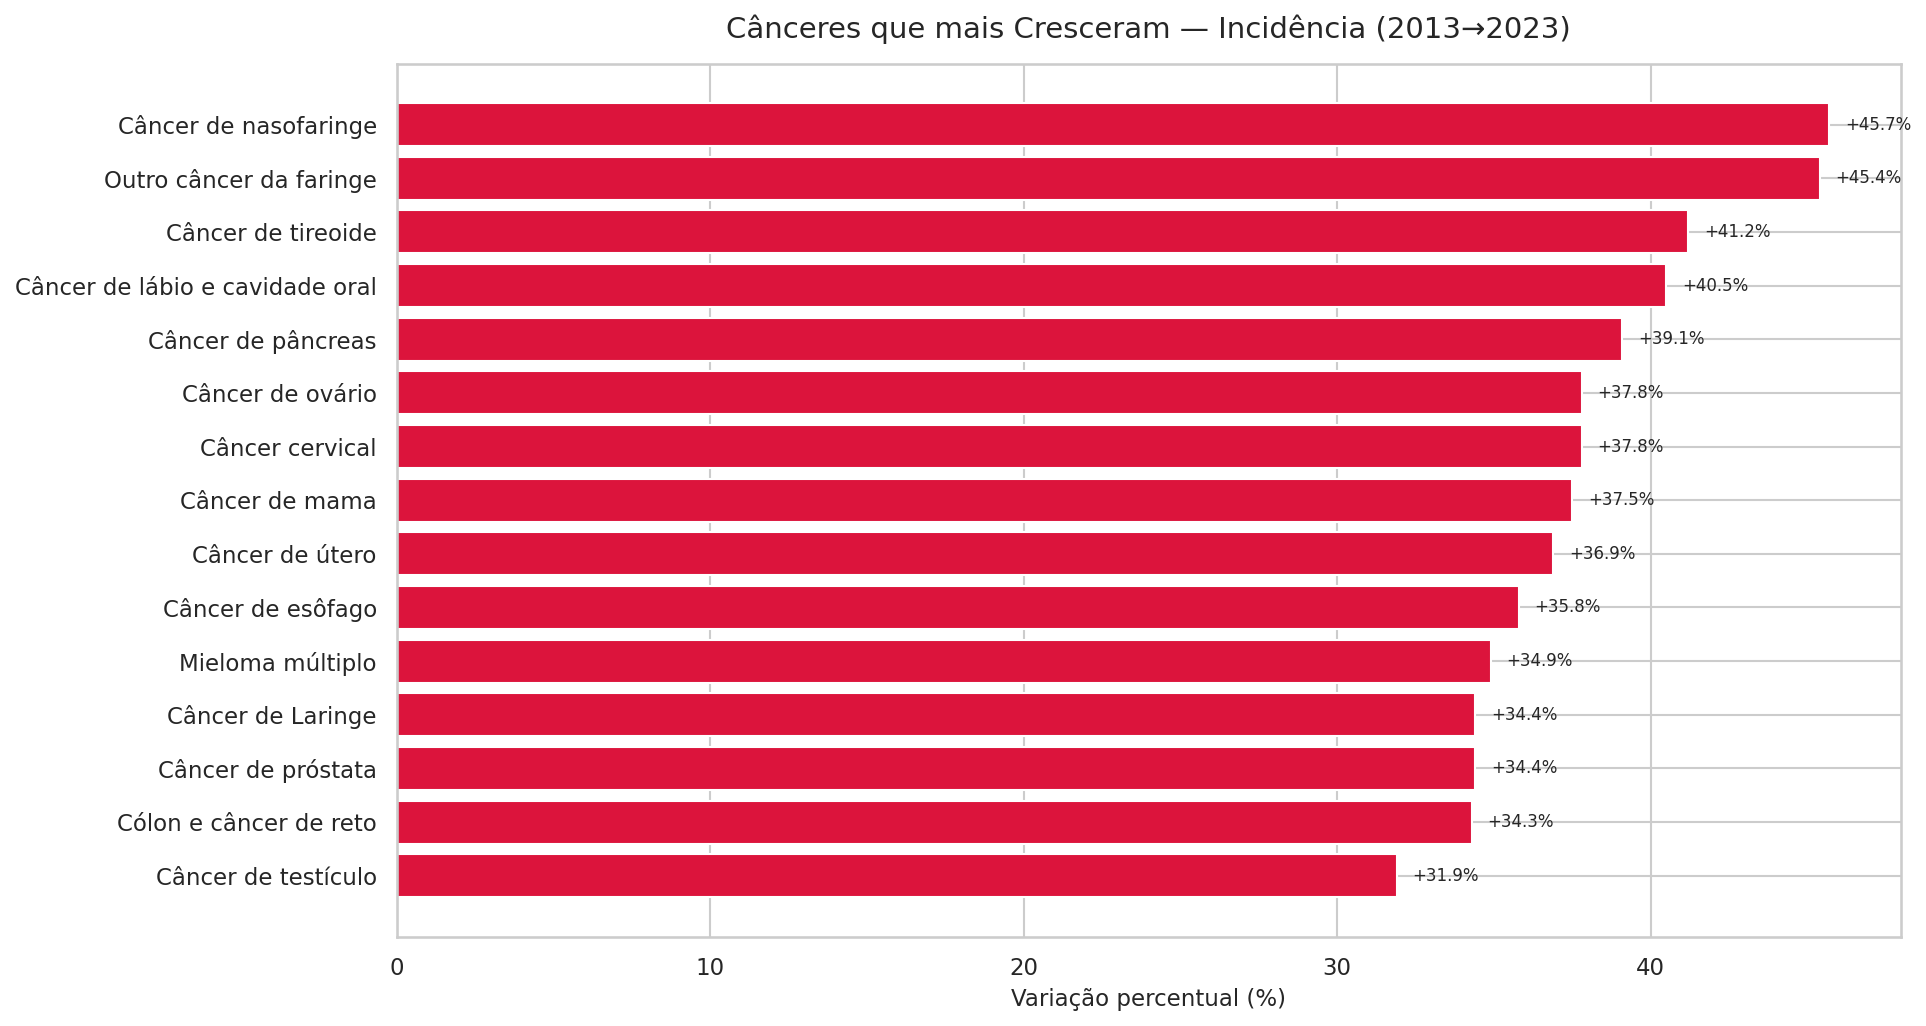 Cânceres que mais Cresceram — Incidência (2013→2023)
Câncer de nasofaringe +45.7%
Outro câncer da faringe +45.4%
Câncer de tireoide +41.2%
Câncer de lábio e cavidade oral +40.5%
Câncer de pâncreas +39.1%
Câncer de ovário +37.8%
Câncer cervical +37.8%
Câncer de mama +37.5%
Câncer de útero +36.9%
Câncer de esôfago +35.8%
Mieloma múltiplo +34.9%
Câncer de Laringe +34.4%
Câncer de próstata +34.4%
Cólon e câncer de reto +34.3%
Câncer de testículo +31.9%
0 10 20 30 40
Variação percentual (%)